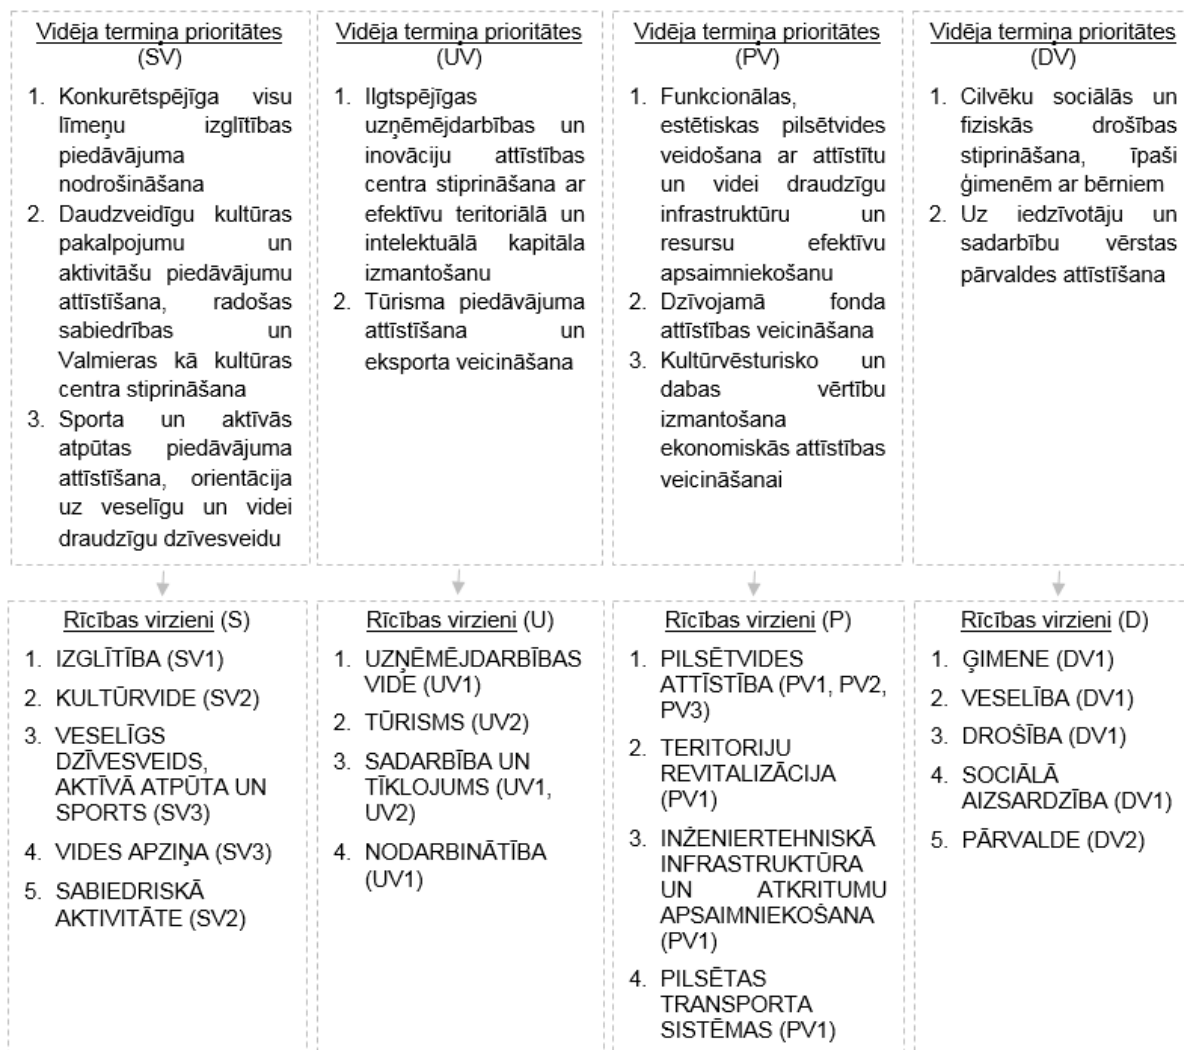 Vidēja termiņa prioritātes
(SV)
1. Konkurētspējīga visu
līmeņu izglītības
piedāvājuma
nodrošināšana
2. Daudzveidīgu kultūras
pakalpojumu un
aktivitāšu piedāvājumu
attīstīšana, radošas
sabiedrības un
Valmieras kā kultūras
centra stiprināšana
3. Sporta un aktīvās
atpūtas piedāvājuma
attīstīšana, orientācija
uz veselīgu un videi
draudzīgu dzīvesveidu
Vidēja termiņa prioritātes
(UV)
1. Ilgtspējīgas
uzņēmējdarbības un
inovāciju attīstības
centra stiprināšana ar
efektīvu teritoriālā un
intelektuālā kapitāla
izmantošanu
2. Tūrisma piedāvājuma
attīstīšana un
eksporta veicināšana
Vidēja termiņa prioritātes
(PV)
1. Funkcionālas,
estētiskas pilsētvides
veidošana ar attīstītu
un videi draudzīgu
infrastruktūru un
resursu efektīvu
apsaimniekošanu
2. Dzīvojamā fonda
attīstības veicināšana
3. Kultūrvēsturisko un
dabas vērtību
izmantošana
ekonomiskās attīstības
veicināšanai
Vidēja termiņa prioritātes
(DV)
1. Cilvēku sociālās un
fiziskās drošības
stiprināšana, īpaši
ģimenēm ar bērniem
2. Uz iedzīvotāju un
sadarbību vērstas
pārvaldes attīstīšana
Rīcības virzieni (S)
1. IZGLĪTĪBA (SV1)
2. KULTŪRVIDE (SV2)
3. VESELĪGS
DZĪVESVEIDS,
AKTĪVĀ ATPŪTA UN
SPORTS (SV3)
4. VIDES APZIŅA (SV3)
5. SABIEDRISKĀ
AKTIVITĀTE (SV2)
Rīcības virzieni (U)
1. UZŅĒMĒJDARBĪBAS
VIDE (UV1)
2. TŪRISMS (UV2)
3. SADARBĪBA UN
TĪKLOJUMS (UV1,
UV2)
4. NODARBINĀTĪBA
(UV1)
Rīcības virzieni (P)
1. PILSĒTVIDES
ATTĪSTĪBA (PV1, PV2,
PV3)
2. TERITORIJU
REVITALIZĀCIJA
(PV1)
3. INŽENIERTEHNISKĀ
INFRASTRUKTŪRA
UN ATKRITUMU
APSAIMNIEKOŠANA
(PV1)
4. PILSĒTAS
TRANSPORTA
SISTĒMAS (PV1)
Rīcības virzieni (D)
1. ĢIMENE (DV1)
2. VESELĪBA (DV1)
3. DROŠĪBA (DV1)
4. SOCIĀLĀ
AIZSARDZĪBA (DV1)
5. PĀRVALDE (DV2)